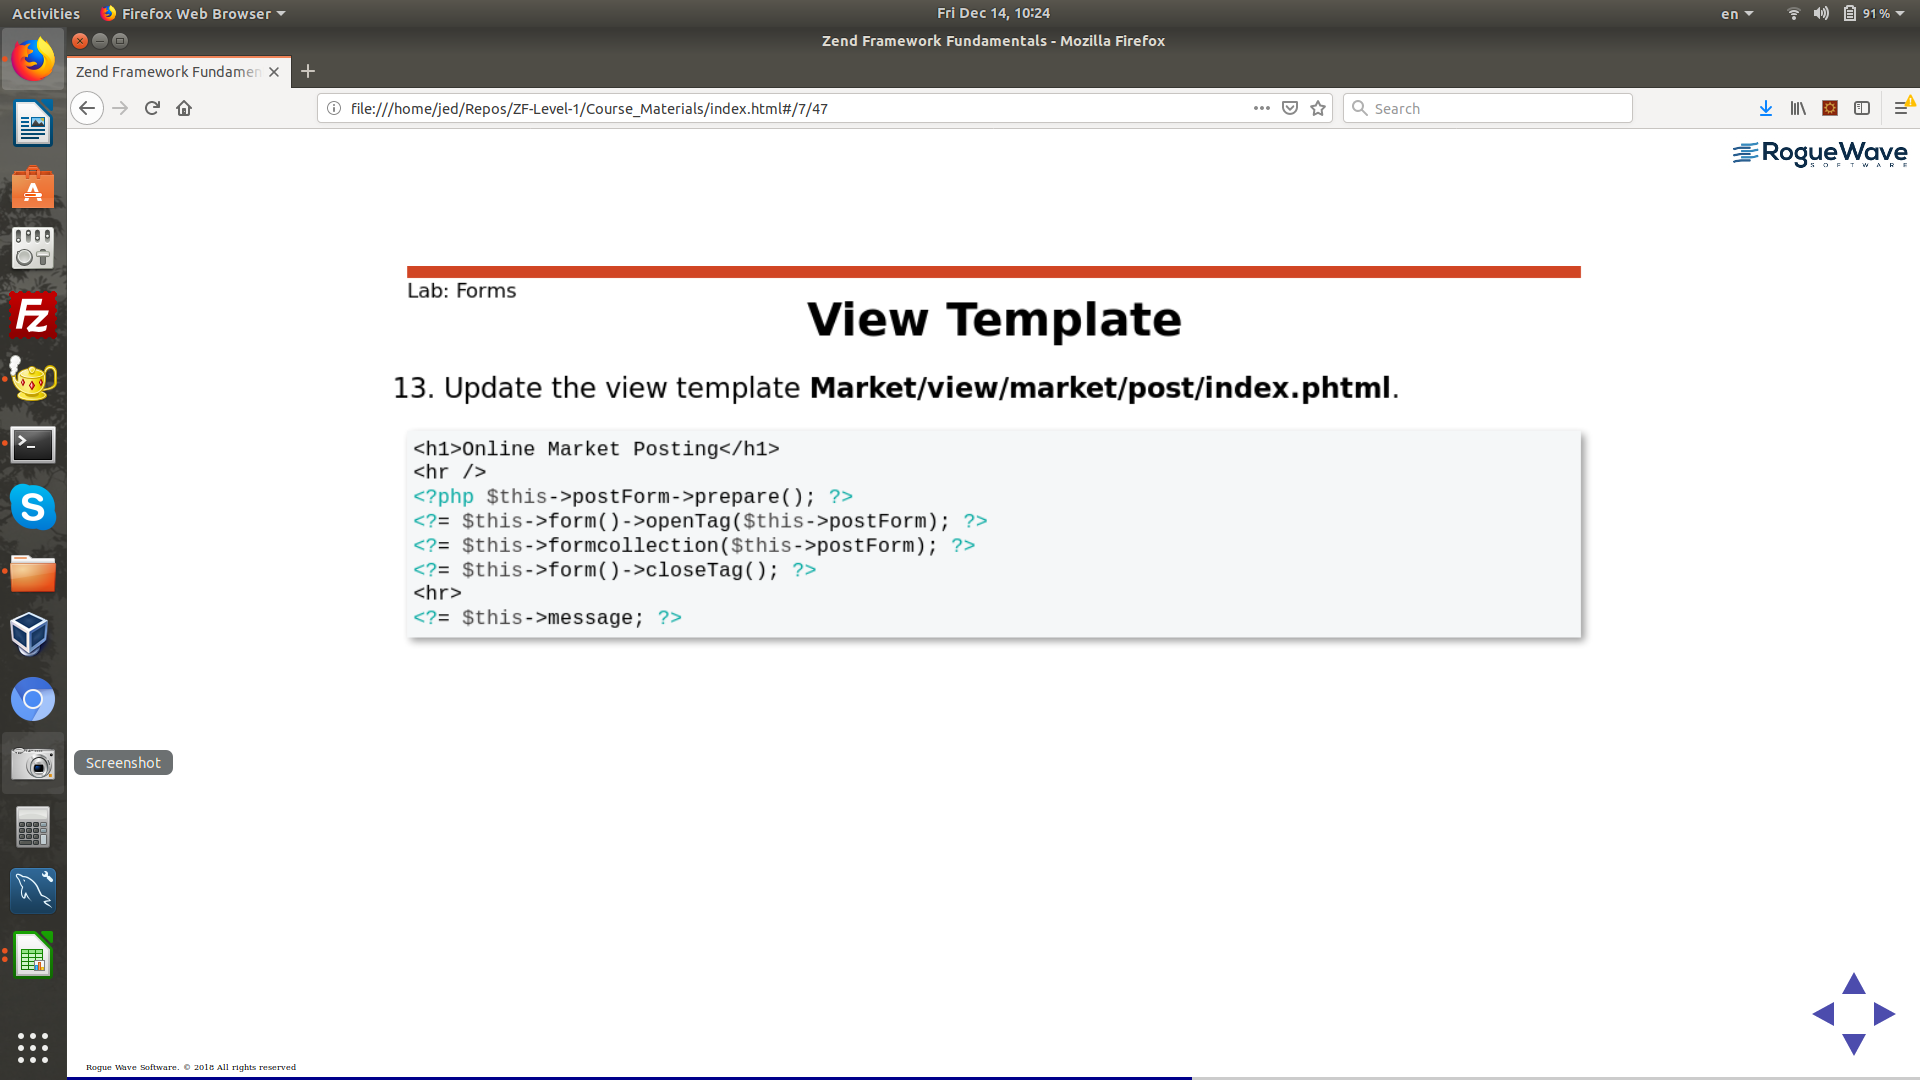 Activities
Firefox Web Browser
Fri Dec 14, 10:24
en
91 %
Zend Framework Fundamentals - Mozilla Firefox
Zend Framework Fundamen
file:///home/jed/Repos/ZF-Level-1/Course_Materials/index.html#/7/47
Search
RogueWave
SOFTWARE
Lab: Forms
View Template
13. Update the view template Market/view/market/post/index.phtml.
<h1>Online Market Posting</h1>
<hr />
<?php $this->postForm->prepare(); ?>
<?= $this->form()->openTag($this->postForm); ?>
<?= $this->formcollection($this->postForm); ?>
<?= $this->form()->closeTag(); ?>
<hr>
<?= $this->message; ?>
Screenshot
Rogue Wave Software. © 2018 All rights reserved